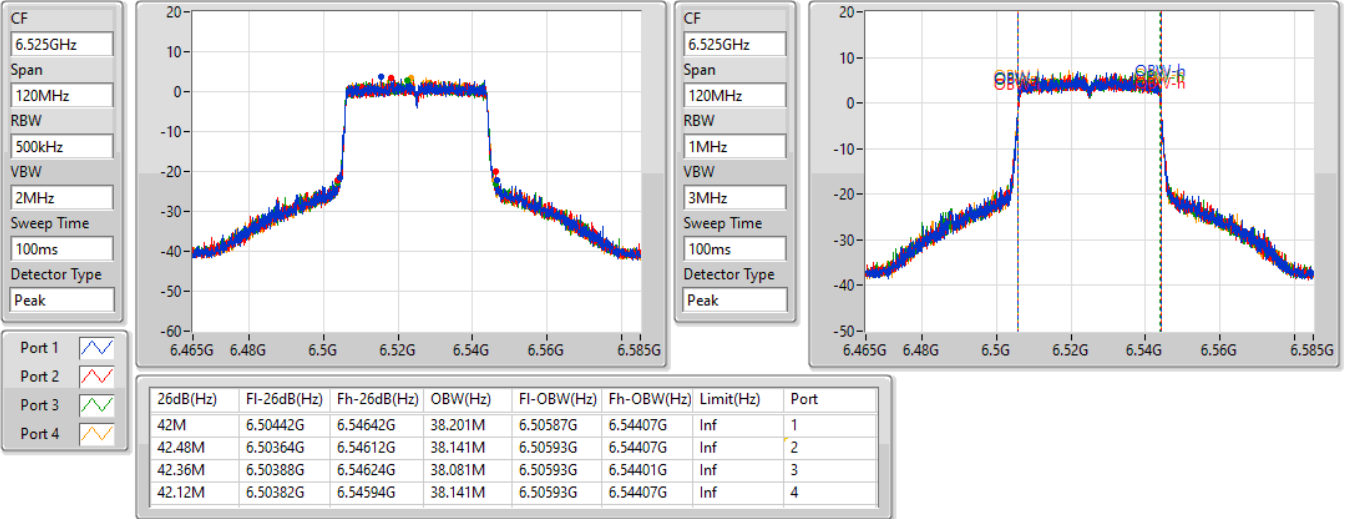 CF
6.525GHz
Span
120MHz
RBW
500kHz
VBW
2MHz
Sweep Time
100ms
Detector Type
Peak
20
10
0
-10
-20
-30
-40
-50
-60
6.465G 6.48G 6.5G 6.52G 6.54G 6.56G 6.585G
CF
6.525GHz
Span
120MHz
RBW
1MHz
VBW
3MHz
Sweep Time
100ms
Detector Type
Peak
20
10
0
-10
-20
-30
-40
-50
OBW-h
6.465G 6.48G 6.5G 6.52G 6.54G 6.56G 6.585G
Port 1
Port 2
Port 3
Port 4
26dB(Hz) Fl-26dB(Hz) Fh-26dB(Hz) OBW(Hz) Fl-OBW(Hz) Fh-OBW(Hz) Limit(Hz) Port
42M 6.50442G 6.54642G 38.201M 6.50587G 6.54407G Inf 1
42.48M 6.50364G 6.54612G 38.141M 6.50593G 6.54407G Inf 2
42.36M 6.50388G 6.54624G 38.081M 6.50593G 6.54401G Inf 3
42.12M 6.50382G 6.54594G 38.141M 6.50593G 6.54407G Inf 4